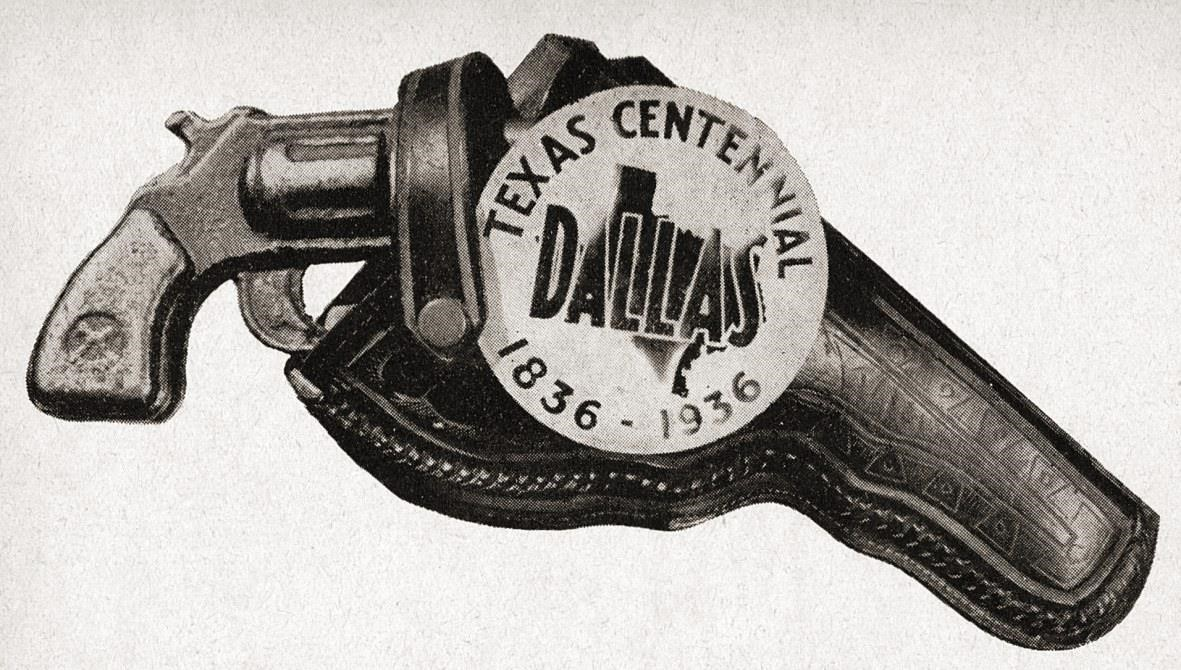 TEXAS CENTENNIAL
DALLAS
1836 - 1936